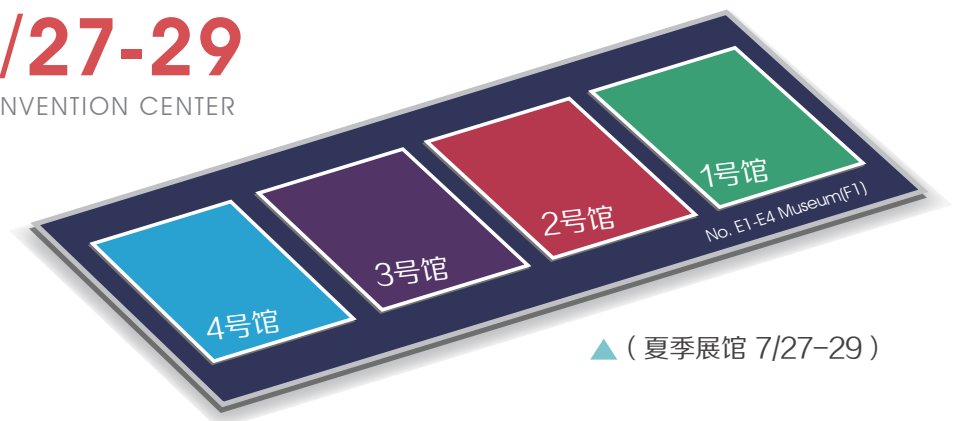 /27-29
NVENTION CENTER
1号馆
2号馆
No. E1-E4 Museum(F1)
3号馆
4号馆
▲（夏季展馆 7/27-29）